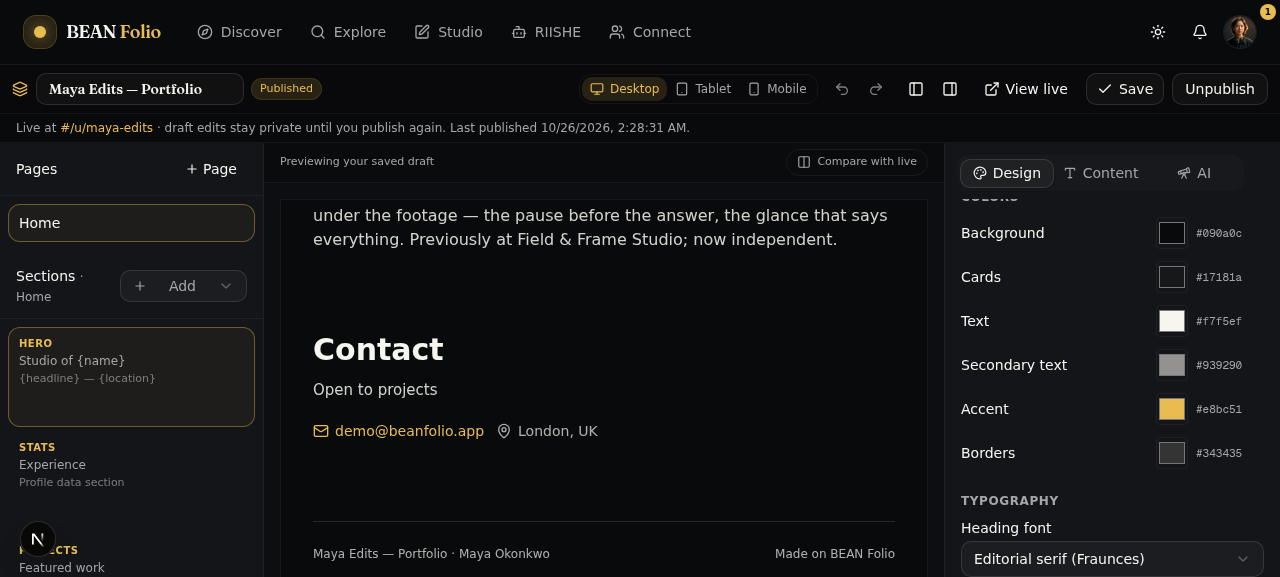 BEAN Folio
Discover
Explore
Studio
RIISHE
Connect
1
Maya Edits — Portfolio
Published
Desktop
Tablet
Mobile
View live
Save
Unpublish
Live at #/u/maya-edits · draft edits stay private until you publish again. Last published 10/26/2026, 2:28:31 AM.
Pages
+ Page
Home
Sections ·
Home
+ Add
HERO
Studio of {name}
{headline} — {location}
STATS
Experience
Profile data section
N
Featured work
Previewing your saved draft
Compare with live
under the footage — the pause before the answer, the glance that says
everything. Previously at Field & Frame Studio; now independent.
Contact
Open to projects
demo@beanfolio.app
London, UK
Maya Edits — Portfolio · Maya Okonkwo
Made on BEAN Folio
Design
Content
AI
COLORS
Background
#090a0c
Cards
#17181a
Text
#f7f5ef
Secondary text
#939290
Accent
#e8bc51
Borders
#343435
TYPOGRAPHY
Heading font
Editorial serif (Fraunces)